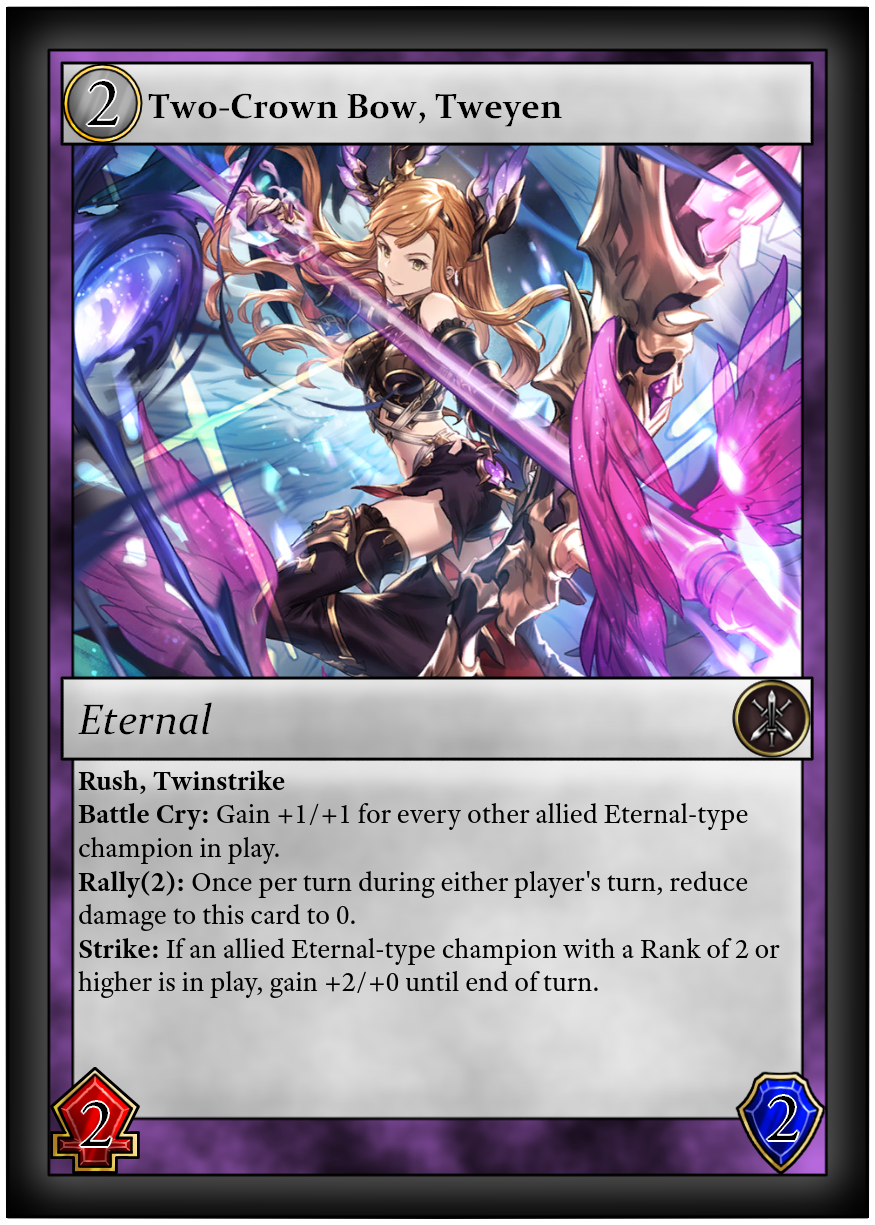 2 Two-Crown Bow, Tweyen
Eternal
Rush, Twinstrike
Battle Cry: Gain +1/+1 for every other allied Eternal-type
champion in play.
Rally(2): Once per turn during either player's turn, reduce
damage to this card to 0.
Strike: If an allied Eternal-type champion with a Rank of 2 or
higher is in play, gain +2/+0 until end of turn.
2 2